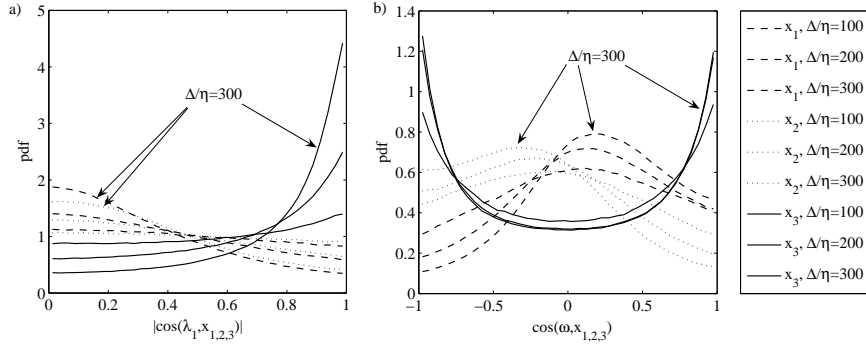 a)
5
4
3
2
1
0
pdf
0 0.2 0.4 0.6 0.8 1
|cos(λ1,x1,2,3)|
Δ/η=300
b)
1.4
1.2
1
0.8
0.6
0.4
0.2
0
pdf
−1 −0.5 0 0.5 1
cos(ω,x1,2,3)
Δ/η=300
x1, Δ/η=100
x1, Δ/η=200
x1, Δ/η=300
x2, Δ/η=100
x2, Δ/η=200
x2, Δ/η=300
x3, Δ/η=100
x3, Δ/η=200
x3, Δ/η=300